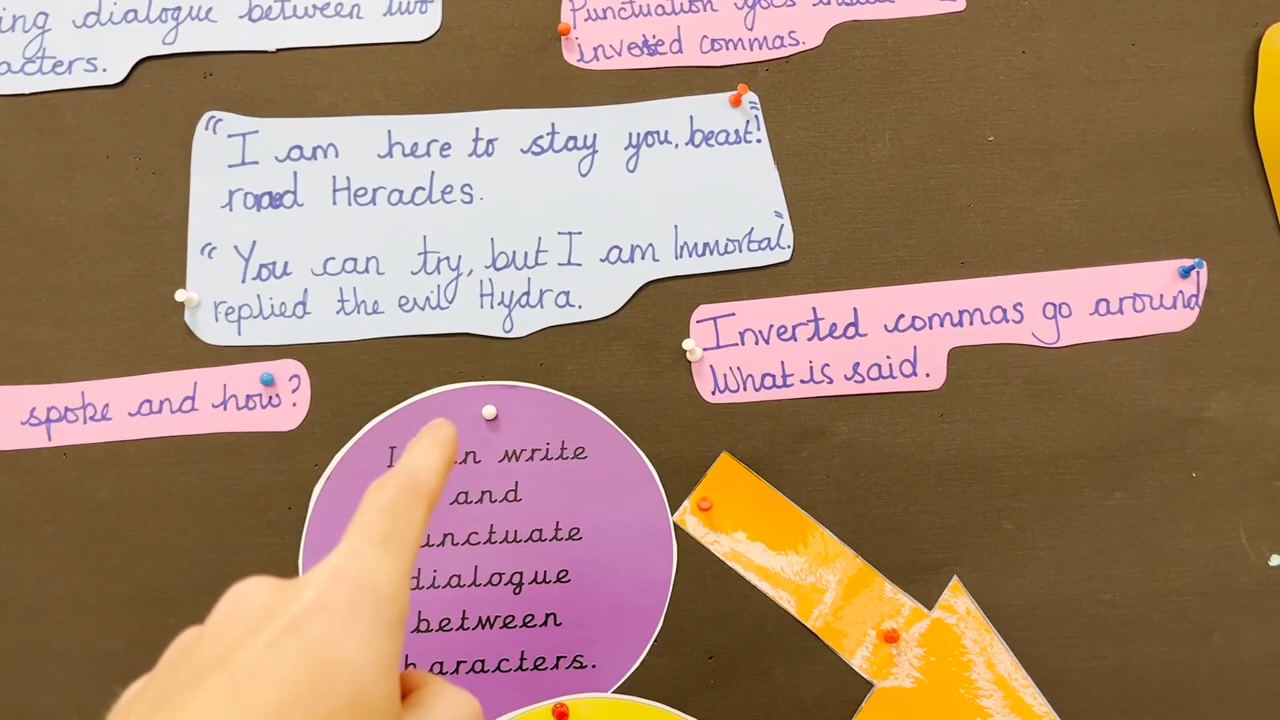 ing dialogue between two
acters.
Punctuation goes inside
inverted commas.
"I am here to stay you, beast!"
roared Heracles.
"You can try, but I am Immortal."
replied the evil Hydra.
Inverted commas go around
What is said.
spoke and how?
I write
and
unctuate
dialogue
between
haracters.